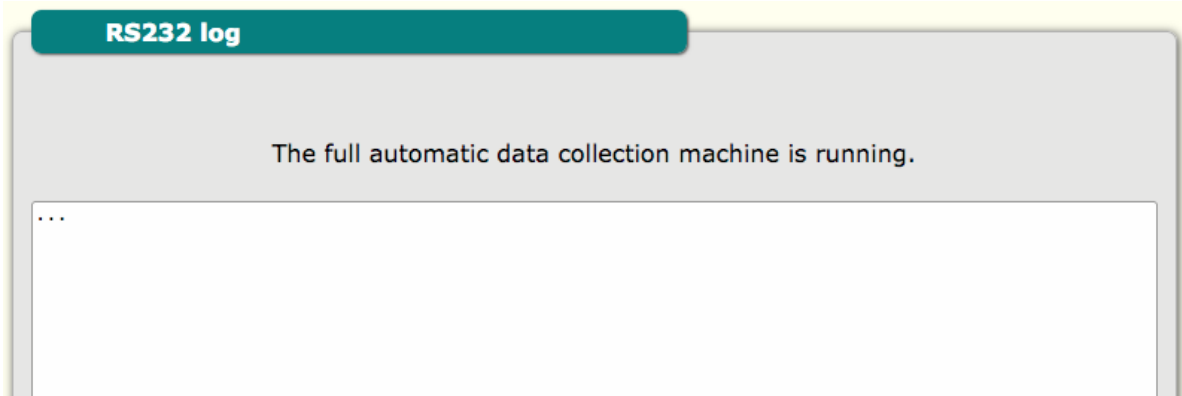 RS232 log
The full automatic data collection machine is running.
...